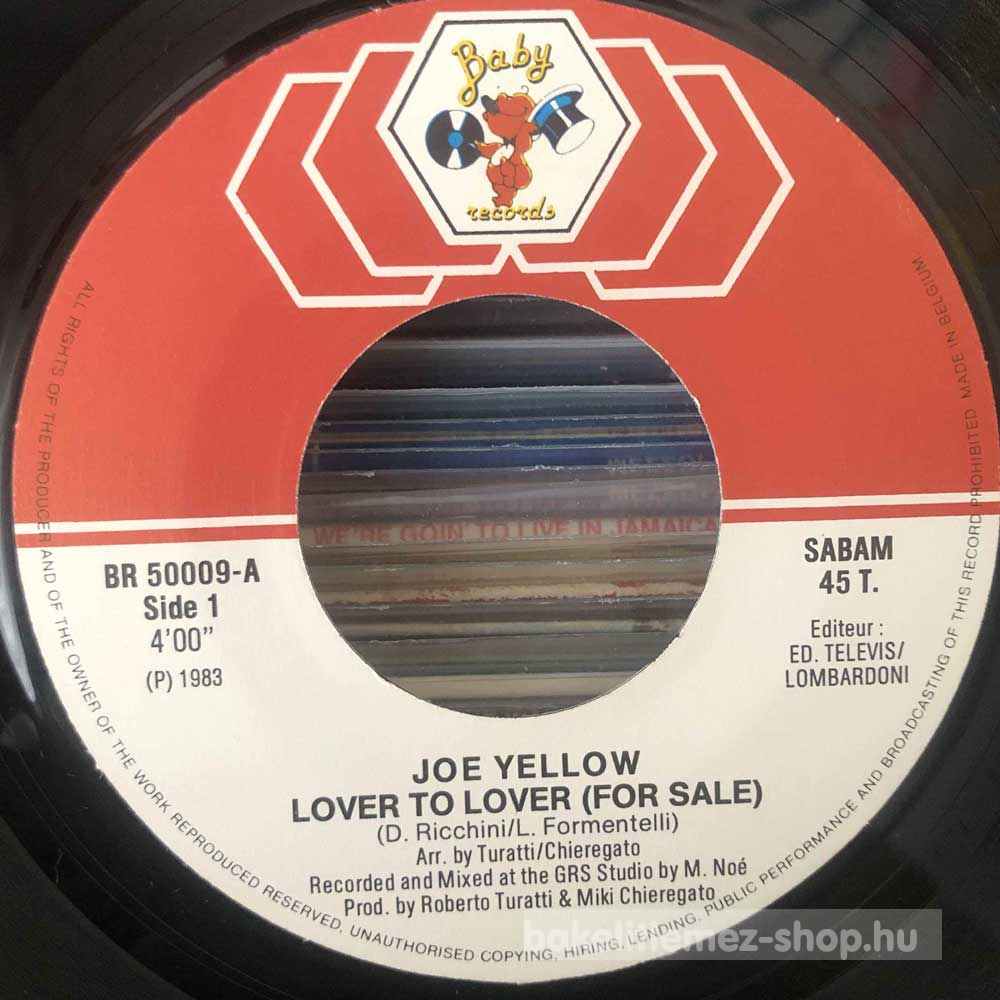 Baby
records
BR 50009-A
Side 1
4'00"
(P) 1983
SABAM
45 T.
Editeur :
ED. TELEVIS/
LOMBARDONI
WE'RE GOIN' TO LIVE IN JAMAICA
JOE YELLOW
LOVER TO LOVER (FOR SALE)
(D. Ricchini/L. Formentelli)
Arr. by Turatti/Chieregato
Recorded and Mixed at the GRS Studio by M. Noé
Prod. by Roberto Turatti & Miki Chieregato
ALL RIGHTS OF THE PRODUCER AND OF THE OWNER OF THE WORK REPRODUCED RESERVED. UNAUTHORISED COPYING, HIRING, LENDING, PUBLIC PERFORMANCE AND BROADCASTING OF THIS RECORD PROHIBITED MADE IN BELGIUM.
bakelitlemez-shop.hu